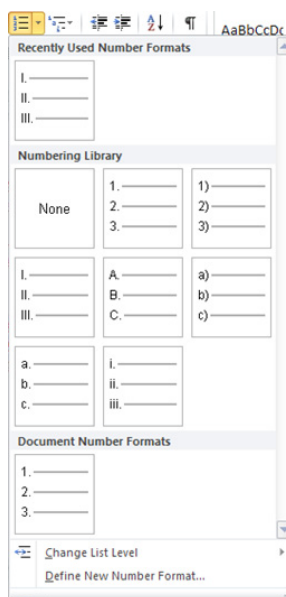 AaBbCcDc
Recently Used Number Formats
I.
II.
III.
Numbering Library
None
1.
2.
3.
1)
2)
3)
I.
II.
III.
A.
B.
C.
a)
b)
c)
a.
b.
c.
i.
ii.
iii.
Document Number Formats
1.
2.
3.
Change List Level
Define New Number Format...